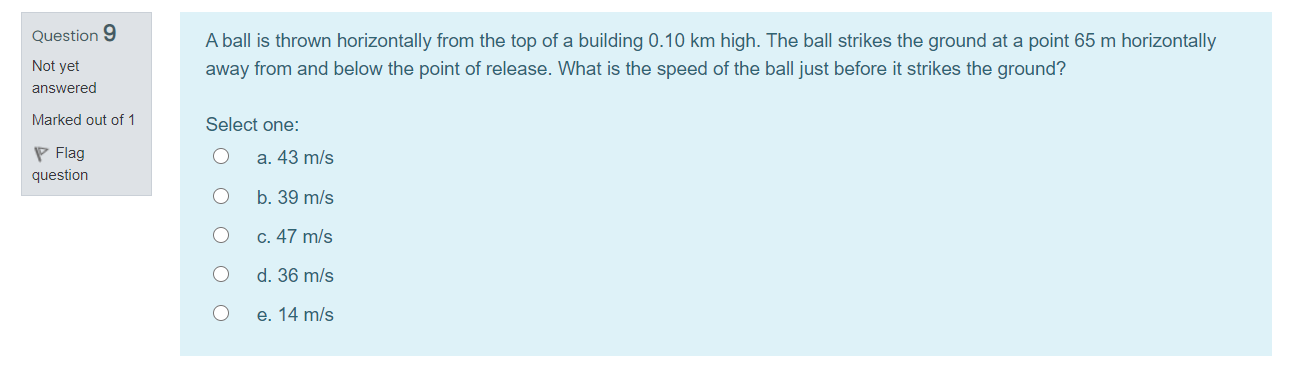 Question 9
Not yet
answered
Marked out of 1
Flag
question
A ball is thrown horizontally from the top of a building 0.10 km high. The ball strikes the ground at a point 65 m horizontally
away from and below the point of release. What is the speed of the ball just before it strikes the ground?
Select one:
a. 43 m/s
b. 39 m/s
c. 47 m/s
d. 36 m/s
e. 14 m/s